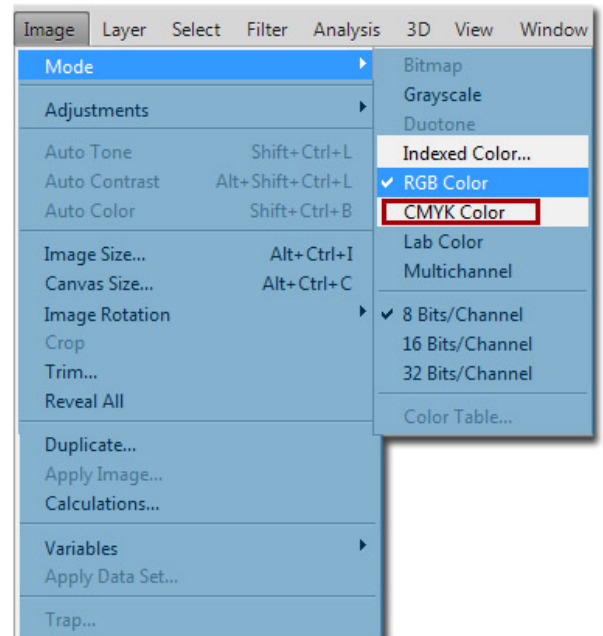 Image Layer Select Filter Analysis 3D View Window
Mode
Adjustments
Auto Tone Shift+Ctrl+L
Auto Contrast Alt+Shift+Ctrl+L
Auto Color Shift+Ctrl+B
Image Size... Alt+Ctrl+I
Canvas Size... Alt+Ctrl+C
Image Rotation
Crop
Trim...
Reveal All
Duplicate...
Apply Image...
Calculations...
Variables
Apply Data Set...
Trap...
Bitmap
Grayscale
Duotone
Indexed Color...
RGB Color
CMYK Color
Lab Color
Multichannel
8 Bits/Channel
16 Bits/Channel
32 Bits/Channel
Color Table...